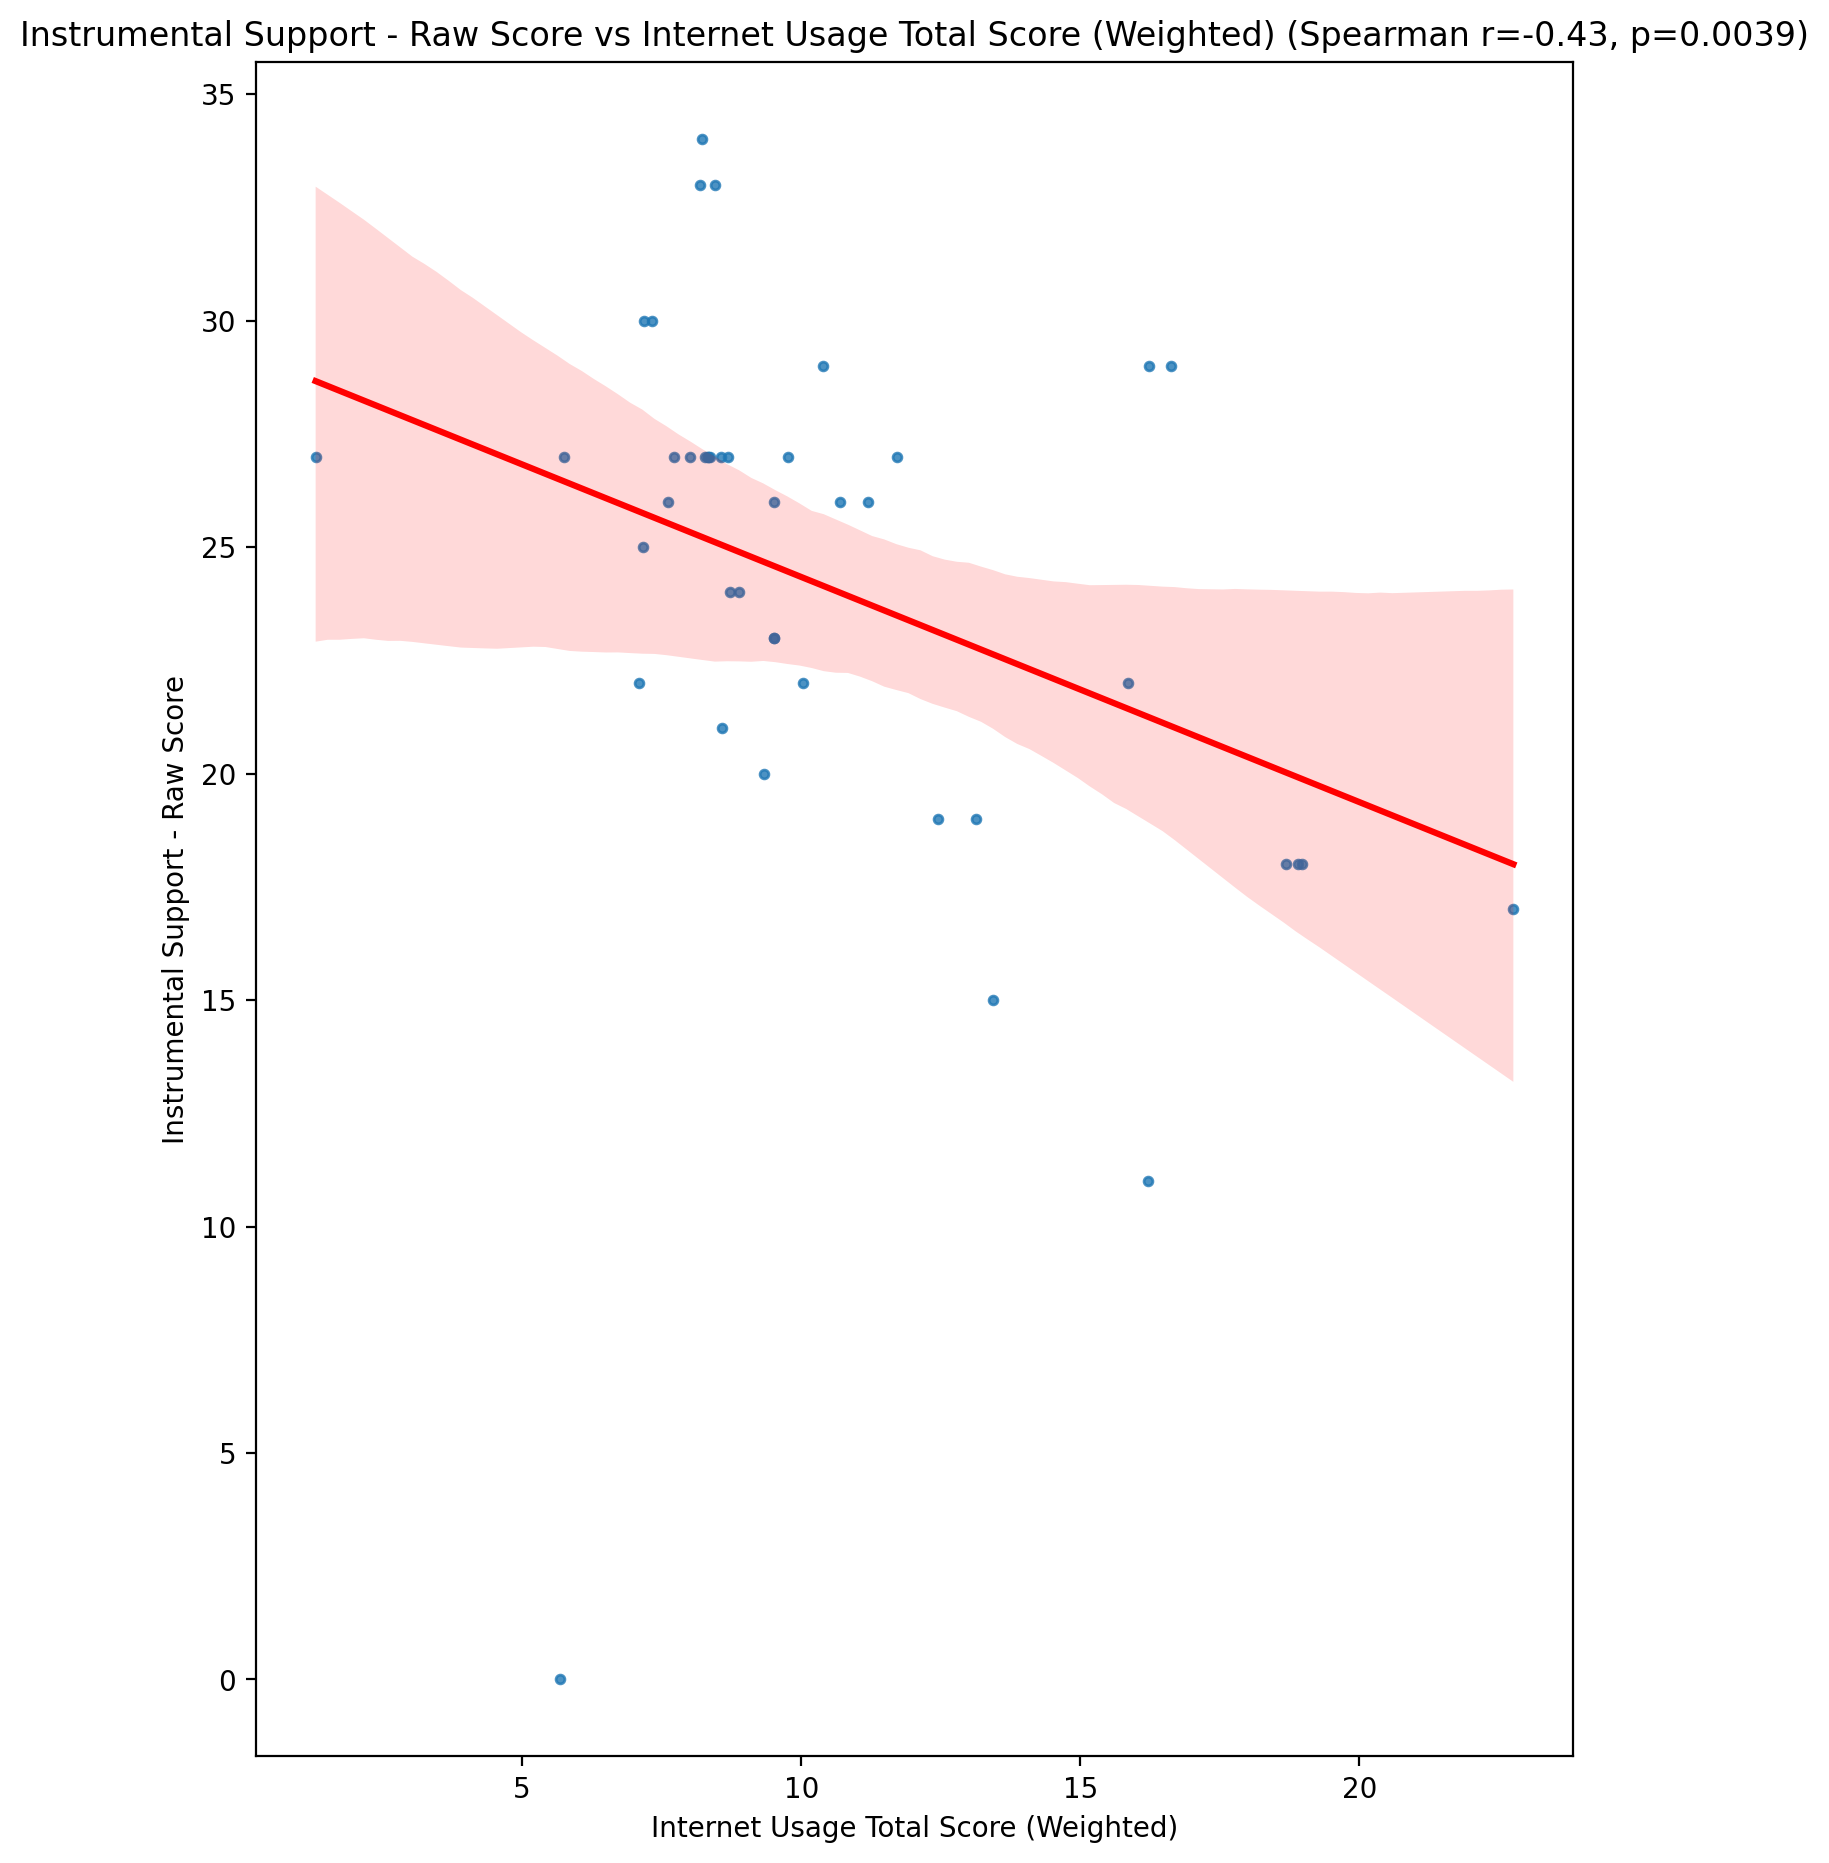 Instrumental Support - Raw Score vs Internet Usage Total Score (Weighted) (Spearman r=-0.43, p=0.0039)
35
30
25
20
15
10
5
0
Instrumental Support - Raw Score
5 10 15 20
Internet Usage Total Score (Weighted)